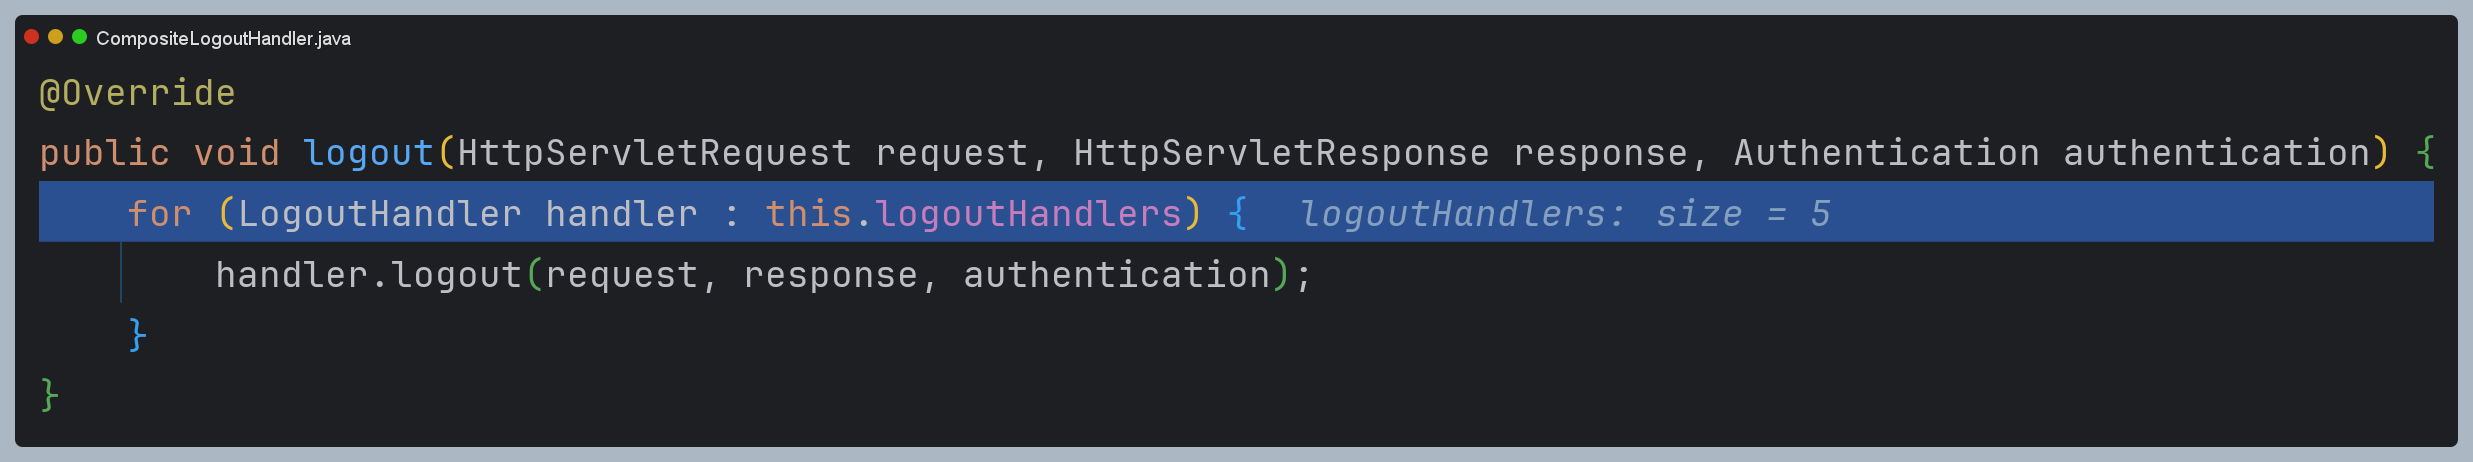 CompositeLogoutHandler.java
@Override
public void logout(HttpServletRequest request, HttpServletResponse response, Authentication authentication) {
    for (LogoutHandler handler : this.logoutHandlers) {  logoutHandlers: size = 5
        handler.logout(request, response, authentication);
    }
}